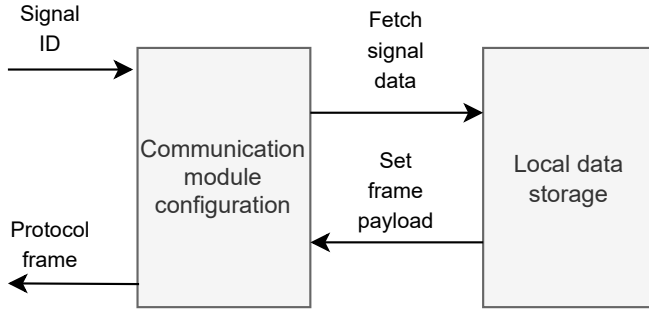 Signal
ID
Fetch
signal
data
Communication
module
configuration
Set
frame
payload
Local data
storage
Protocol
frame